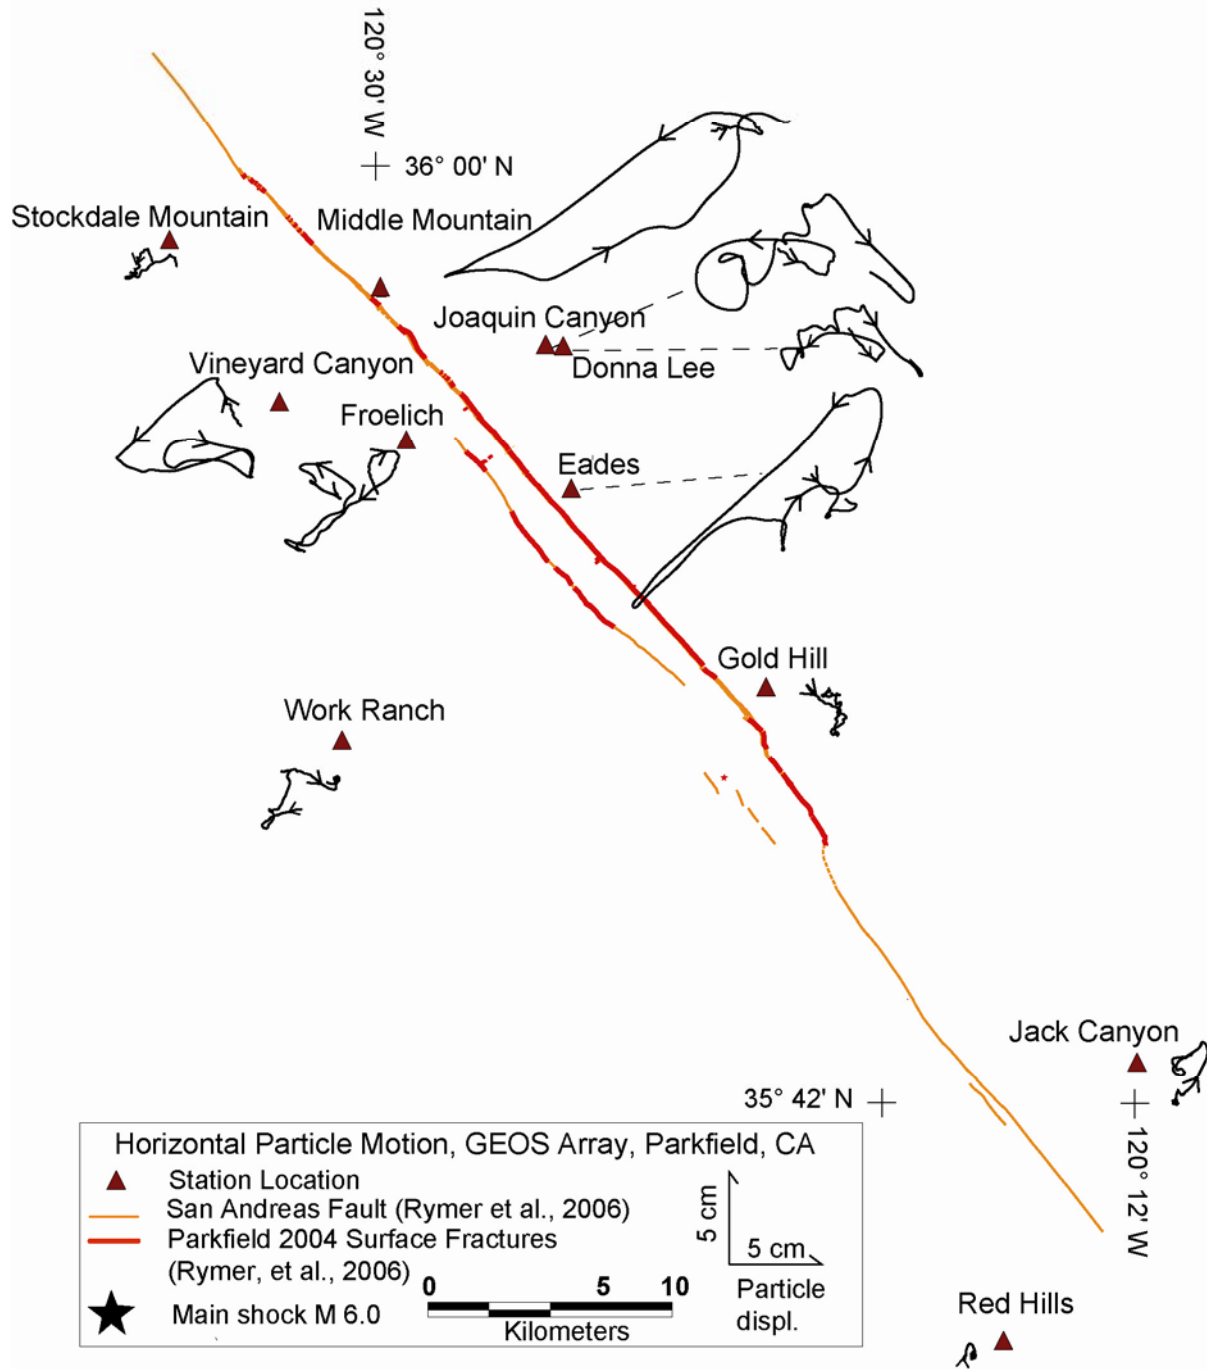 120° 30' W
36° 00' N
Stockdale Mountain
Middle Mountain
Joaquin Canyon
Donna Lee
Vineyard Canyon
Froelich
Eades
Gold Hill
Work Ranch
Jack Canyon
35° 42' N
120° 12' W
Horizontal Particle Motion, GEOS Array, Parkfield, CA
Station Location
San Andreas Fault (Rymer et al., 2006)
Parkfield 2004 Surface Fractures
(Rymer, et al., 2006)
Main shock M 6.0
0 5 10
Kilometers
5 cm
5 cm
Particle
displ.
Red Hills